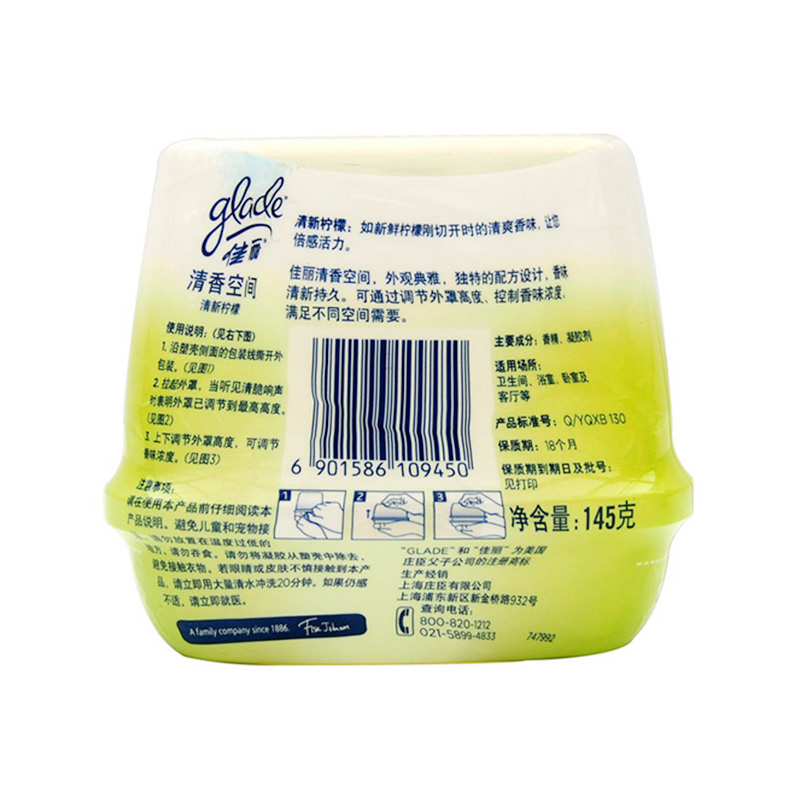 glade
佳丽®
清香空间
清新柠檬
清新柠檬：如新鲜柠檬刚切开时的清爽香味，让您
倍感活力。
佳丽清香空间，外观典雅，独特的配方设计，香味
清新持久。可通过调节外罩高度、控制香味浓度，
满足不同空间需要。
使用说明：（见右下图）
1. 沿塑壳侧面的包装线撕开外
包装。（见图1）
2. 拉起外罩，当听见清脆响声
时表明外罩已调节到最高高度。
（见图2）
3. 上下调节外罩高度，可调节
香味浓度。（见图3）
注意事项：
请在使用本产品前仔细阅读本
产品说明。避免儿童和宠物接
请勿放置在温度过低的
地方。请勿吞食。请勿将凝胶从塑壳中除去。
避免接触衣物。若眼睛或皮肤不慎接触到本产
品，请立即用大量清水冲洗20分钟。如果仍感
不适，请立即就医。
A family company since 1886.
6 901586 109450
1 2 3
主要成分：香精、凝胶剂
适用场所：
卫生间、浴室、卧室及
客厅等
产品标准号：Q/YQXB 130
保质期：18个月
保质期到期日及批号：
见打印
净含量：145克
"GLADE" 和 "佳丽" 为美国
庄臣父子公司的注册商标
生产经销
上海庄臣有限公司
上海浦东新区新金桥路932号
查询电话：
800-820-1212
021-5899-4833
747992